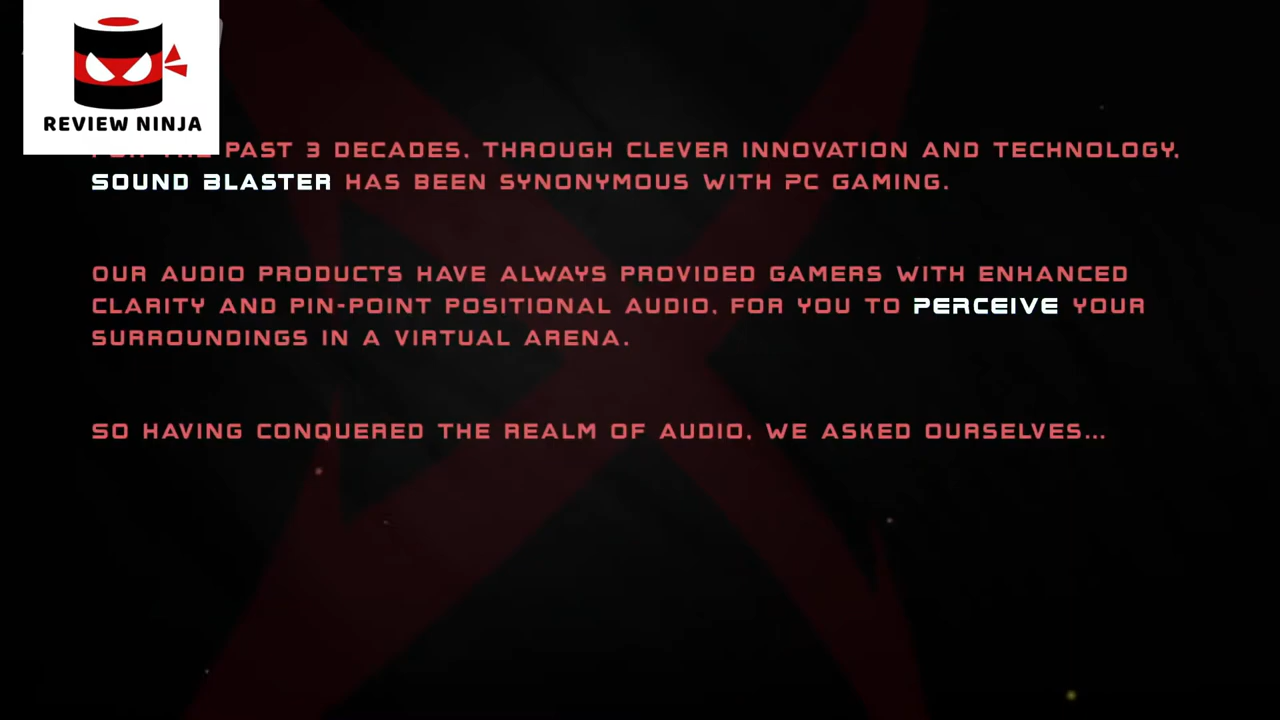 REVIEW NINJA
PAST 3 DECADES, THROUGH CLEVER INNOVATION AND TECHNOLOGY,
SOUND BLASTER HAS BEEN SYNONYMOUS WITH PC GAMING.
OUR AUDIO PRODUCTS HAVE ALWAYS PROVIDED GAMERS WITH ENHANCED
CLARITY AND PIN-POINT POSITIONAL AUDIO, FOR YOU TO PERCEIVE YOUR
SURROUNDINGS IN A VIRTUAL ARENA.
SO HAVING CONQUERED THE REALM OF AUDIO, WE ASKED OURSELVES...